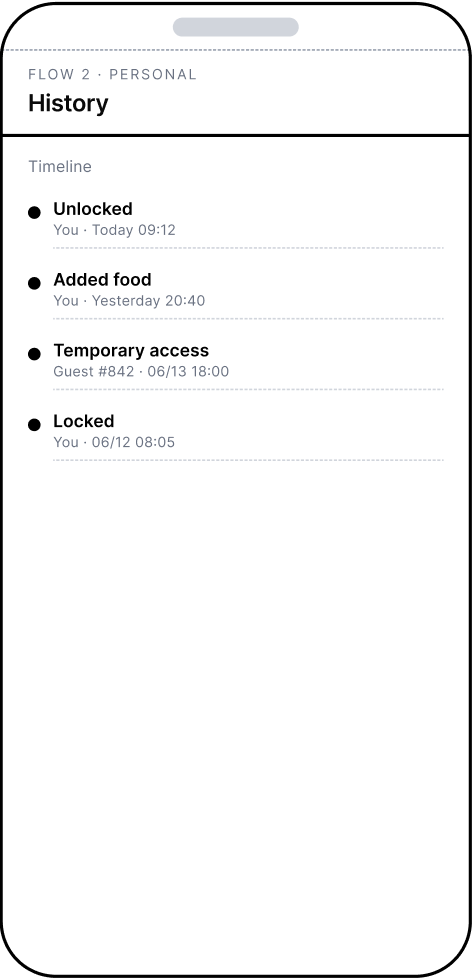 FLOW 2 · PERSONAL
History
Timeline
Unlocked
You · Today 09:12
Added food
You · Yesterday 20:40
Temporary access
Guest #842 · 06/13 18:00
Locked
You · 06/12 08:05